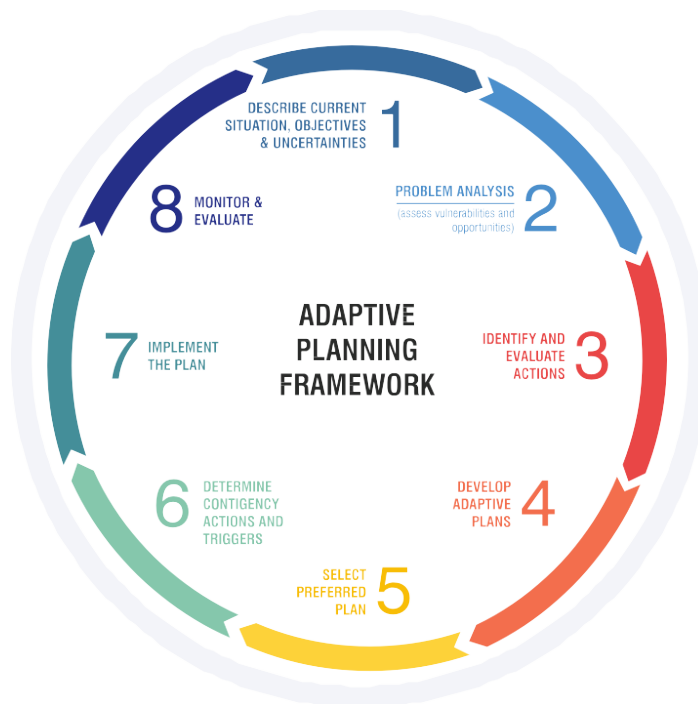 DESCRIBE CURRENT
SITUATION, OBJECTIVES
& UNCERTAINTIES
1
PROBLEM ANALYSIS
(assess vulnerabilities and
opportunities)
2
IDENTIFY AND
EVALUATE
ACTIONS
3
DEVELOP
ADAPTIVE
PLANS
4
SELECT
PREFERRED
PLAN
5
6
DETERMINE
CONTIGENCY
ACTIONS AND
TRIGGERS
7
IMPLEMENT
THE PLAN
8
MONITOR &
EVALUATE
ADAPTIVE
PLANNING
FRAMEWORK